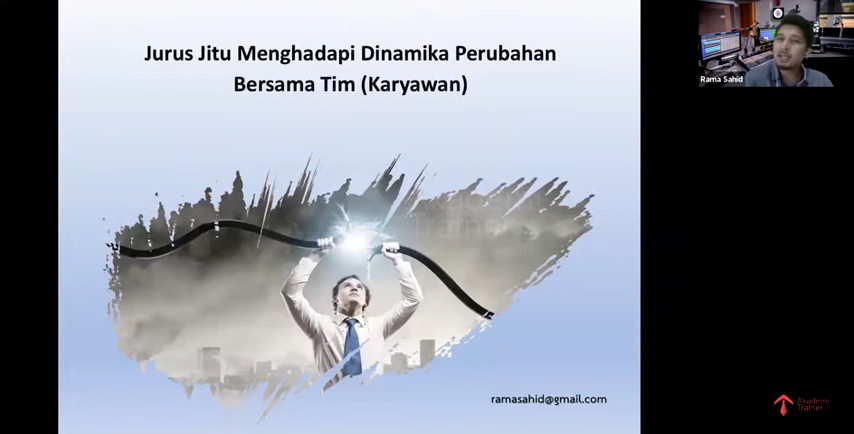 Jurus Jitu Menghadapi Dinamika Perubahan
Bersama Tim (Karyawan)
Rama Sahid
ramasahid@gmail.com
Akademi
Trainer